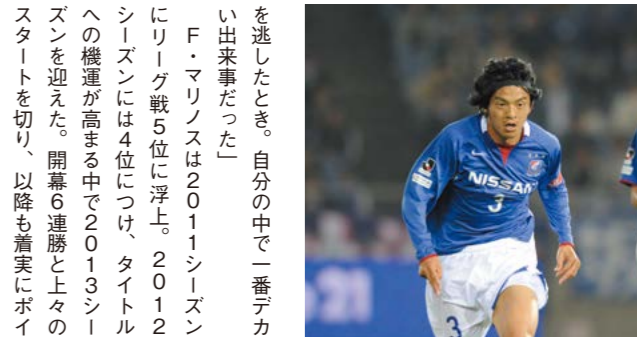 を逃したとき。自分の中で一番デカ
い出来事だった」
　F・マリノスは2011シーズン
にリーグ戦5位に浮上。2012
シーズンには4位につけ、タイトル
への機運が高まる中で2013シー
ズンを迎えた。開幕6連勝と上々の
スタートを切り、以降も着実にポイ
NISSAN
3
3
21